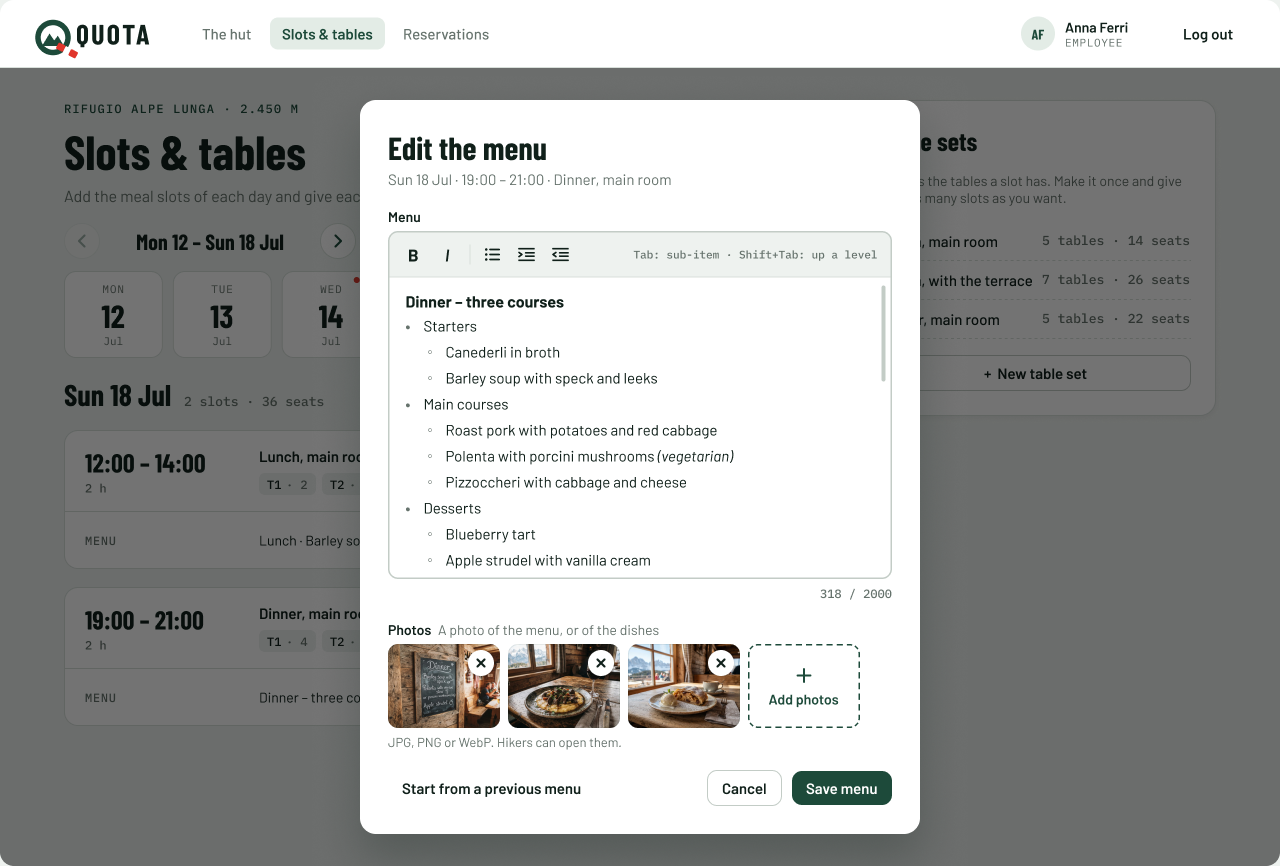 QUOTA
The hut
Slots & tables
Reservations
AF
Anna Ferri
EMPLOYEE
Log out
RIFUGIO ALPE LUNGA · 2.450 M
Slots & tables
Add the meal slots of each day and give eac
Mon 12 – Sun 18 Jul
MON
12
Jul
TUE
13
Jul
WED
14
Jul
Sun 18 Jul
2 slots · 36 seats
12:00 – 14:00
2 h
Lunch, main roo
T1 · 2
T2 ·
MENU
Lunch · Barley so
19:00 – 21:00
2 h
Dinner, main roo
T1 · 4
T2 ·
MENU
Dinner – three co
Edit the menu
Sun 18 Jul · 19:00 – 21:00 · Dinner, main room
Menu
B
I
Tab: sub-item · Shift+Tab: up a level
Dinner – three courses
• Starters
◦ Canederli in broth
◦ Barley soup with speck and leeks
• Main courses
◦ Roast pork with potatoes and red cabbage
◦ Polenta with porcini mushrooms (vegetarian)
◦ Pizzoccheri with cabbage and cheese
• Desserts
◦ Blueberry tart
◦ Apple strudel with vanilla cream
318 / 2000
Photos A photo of the menu, or of the dishes
Dinner
+
Add photos
JPG, PNG or WebP. Hikers can open them.
Start from a previous menu
Cancel
Save menu
e sets
s the tables a slot has. Make it once and give
many slots as you want.
, main room
5 tables · 14 seats
, with the terrace
7 tables · 26 seats
r, main room
5 tables · 22 seats
+ New table set